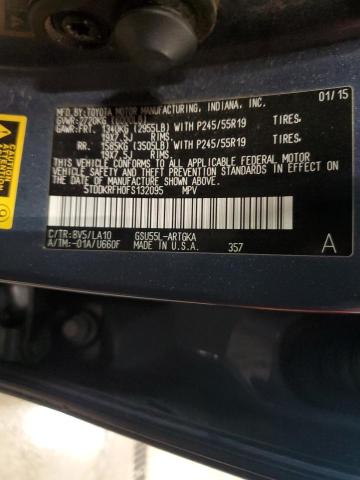 MFD. BY:
TOYOTA MOTOR MANUFACTURING, INDIANA, INC. 01/15
GVWR: 2720KG
GAWR: FRT. 1340KG (2955LB) WITH P245/55R19 TIRES,
19X7.5J RIMS,
RR. 1585KG (3505LB) WITH P245/55R19 TIRES,
19X7.5J RIMS,
THIS VEHICLE CONFORMS TO ALL APPLICABLE FEDERAL MOTOR
VEHICLE SAFETY, BUMPER, AND THEFT PREVENTION STANDARDS IN
EFFECT ON THE DATE OF MANUFACTURE SHOWN ABOVE.
5TDDKRFH0FS132095 MPV
C/TR: 8V5/LA10 GSU55L-ARTGKA
A/TM: -01A/U660F MADE IN U.S.A. 357 A